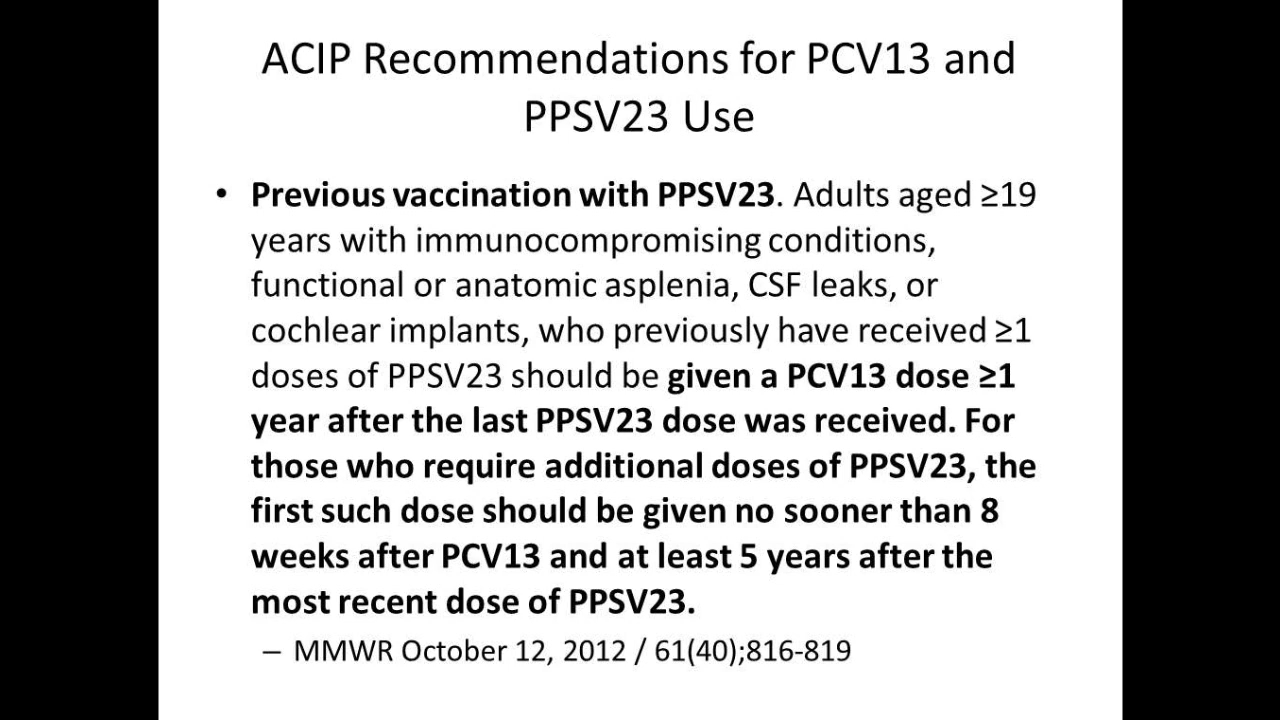 ACIP Recommendations for PCV13 and
PPSV23 Use
• Previous vaccination with PPSV23. Adults aged ≥19
years with immunocompromising conditions,
functional or anatomic asplenia, CSF leaks, or
cochlear implants, who previously have received ≥1
doses of PPSV23 should be given a PCV13 dose ≥1
year after the last PPSV23 dose was received. For
those who require additional doses of PPSV23, the
first such dose should be given no sooner than 8
weeks after PCV13 and at least 5 years after the
most recent dose of PPSV23.
– MMWR October 12, 2012 / 61(40);816-819